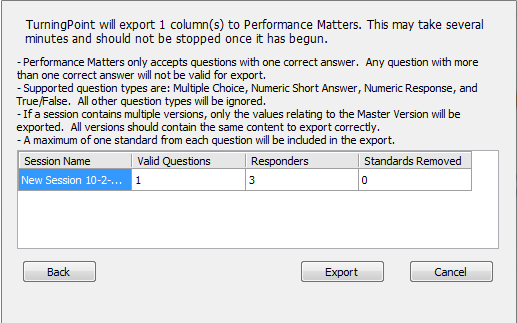 TurningPoint will export 1 column(s) to Performance Matters. This may take several
minutes and should not be stopped once it has begun.
- Performance Matters only accepts questions with one correct answer.  Any question with more
than one correct answer will not be valid for export.
- Supported question types are: Multiple Choice, Numeric Short Answer, Numeric Response, and
True/False.  All other question types will be ignored.
- If a session contains multiple versions, only the values relating to the Master Version will be
exported.  All versions should contain the same content to export correctly.
- A maximum of one standard from each question will be included in the export.
Session Name Valid Questions Responders Standards Removed
New Session 10-2-... 1 3 0
Back Export Cancel